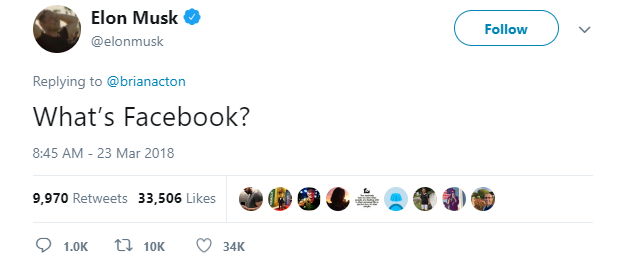 Elon Musk
@elonmusk
Follow
Replying to @brianacton
What's Facebook?
8:45 AM - 23 Mar 2018
9,970 Retweets 33,506 Likes
1.0K 10K 34K